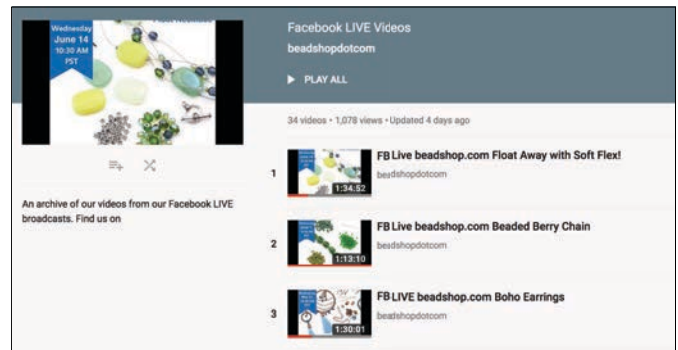 Wednesday
June 14
10:30 AM
PST
An archive of our videos from our Facebook LIVE
broadcasts. Find us on
Facebook LIVE Videos
beadshopdotcom
PLAY ALL
34 videos • 1,078 views • Updated 4 days ago
1
1:34:52
FB Live beadshop.com Float Away with Soft Flex!
beadshopdotcom
2
1:13:10
FB Live beadshop.com Beaded Berry Chain
beadshopdotcom
3
1:30:01
FB LIVE beadshop.com Boho Earrings
beadshopdotcom